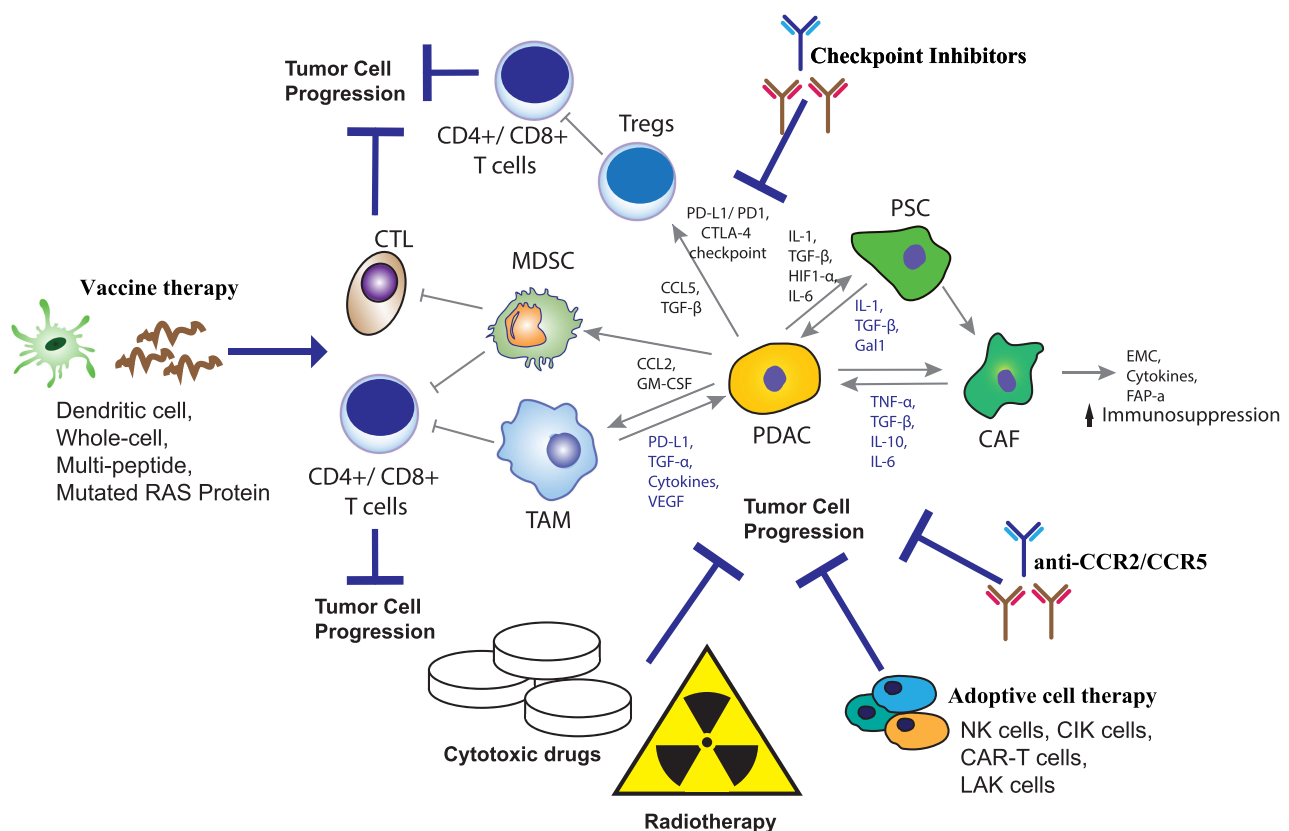 Checkpoint Inhibitors
Tumor Cell
Progression
CD4+/ CD8+
T cells
Tregs
PD-L1/ PD1,
CTLA-4
checkpoint
PSC
IL-1,
TGF-β,
HIF1-α,
IL-6
CTL
MDSC
Vaccine therapy
CCL5,
TGF-β
IL-1,
TGF-β,
Gal1
CCL2,
GM-CSF
EMC,
Cytokines,
FAP-a
Immunosuppression
Dendritic cell,
Whole-cell,
Multi-peptide,
Mutated RAS Protein
PDAC
TNF-α,
TGF-β,
IL-10,
IL-6
CAF
CD4+/ CD8+
T cells
TAM
PD-L1,
TGF-α,
Cytokines,
VEGF
Tumor Cell
Progression
anti-CCR2/CCR5
Tumor Cell
Progression
Cytotoxic drugs
Adoptive cell therapy
NK cells, CIK cells,
CAR-T cells,
LAK cells
Radiotherapy